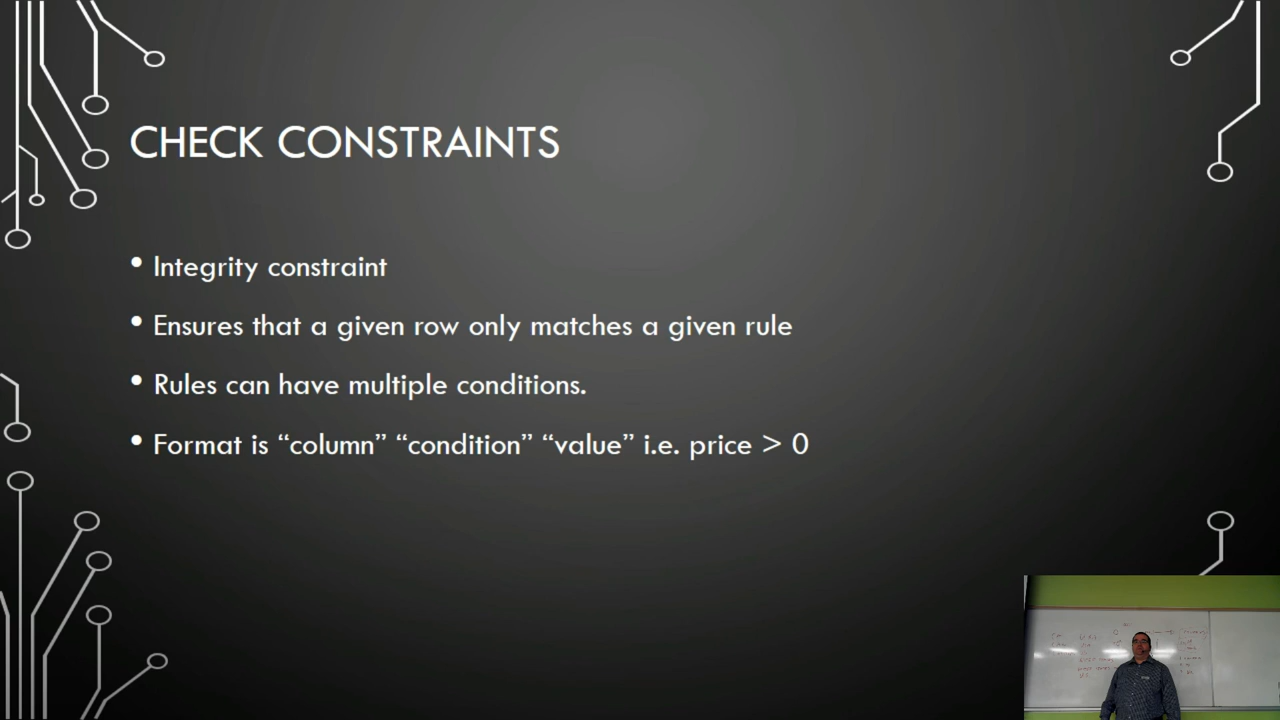 CHECK CONSTRAINTS
• Integrity constraint
• Ensures that a given row only matches a given rule
• Rules can have multiple conditions.
• Format is “column” “condition” “value” i.e. price > 0